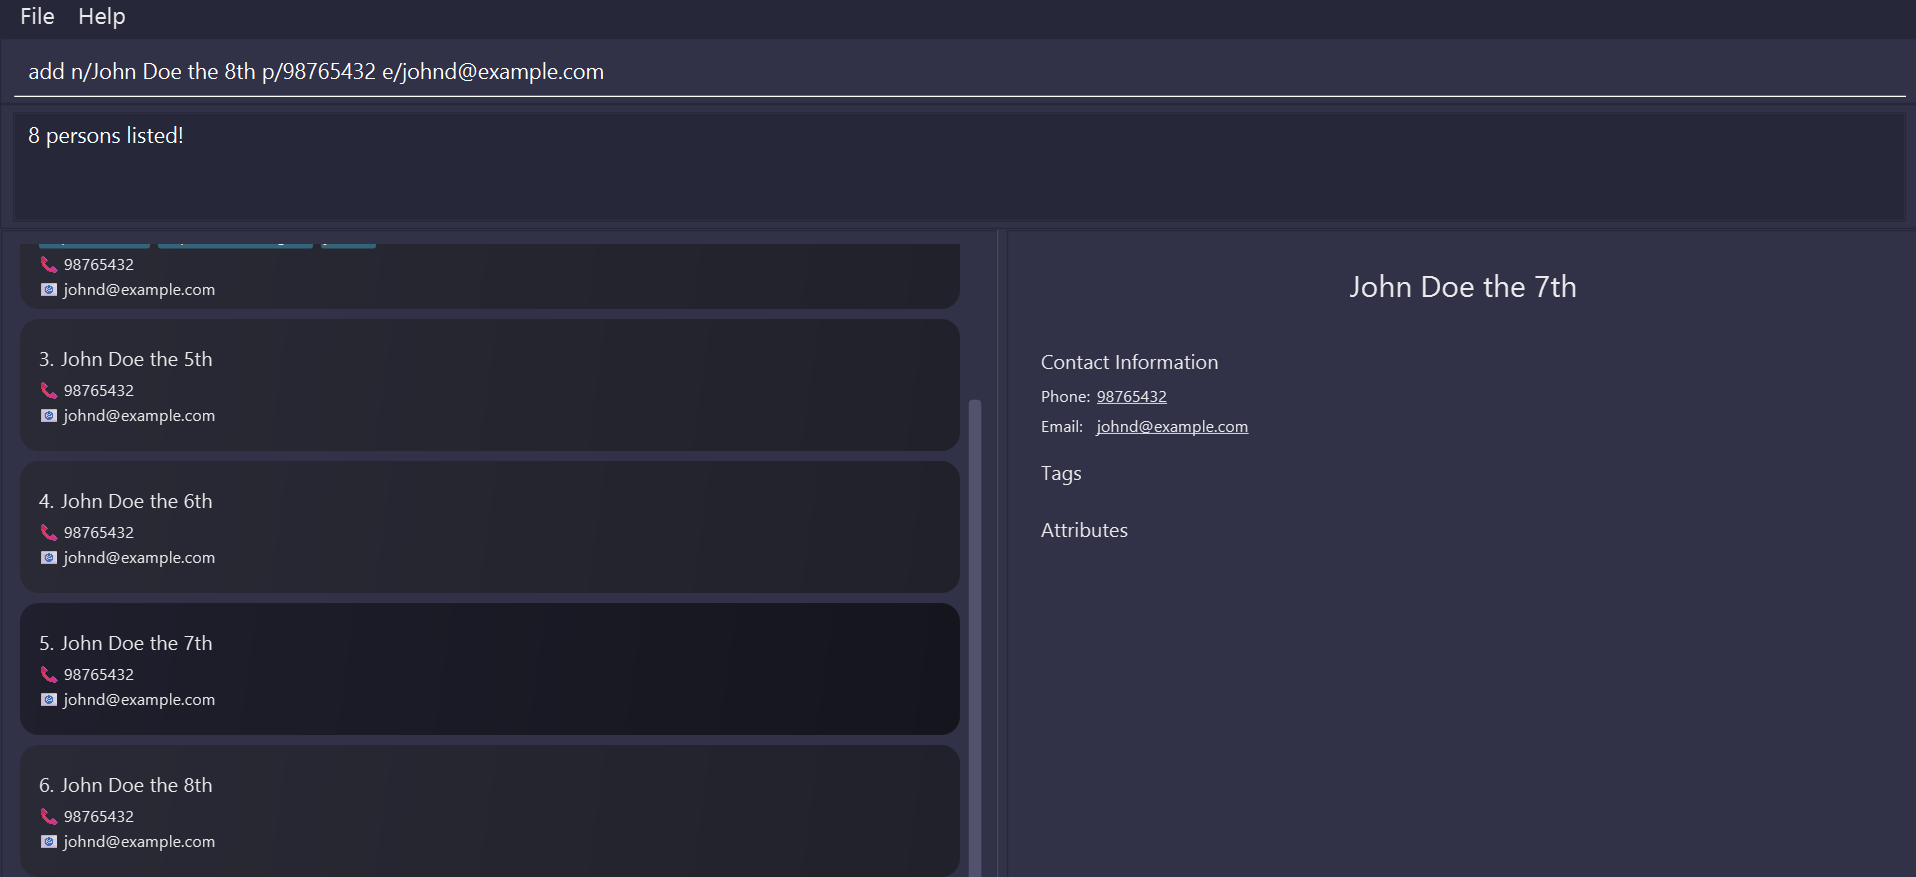 File Help
add n/John Doe the 8th p/98765432 e/johnd@example.com
8 persons listed!
98765432
johnd@example.com
3. John Doe the 5th
98765432
johnd@example.com
4. John Doe the 6th
98765432
johnd@example.com
5. John Doe the 7th
98765432
johnd@example.com
6. John Doe the 8th
98765432
johnd@example.com
John Doe the 7th
Contact Information
Phone: 98765432
Email: johnd@example.com
Tags
Attributes